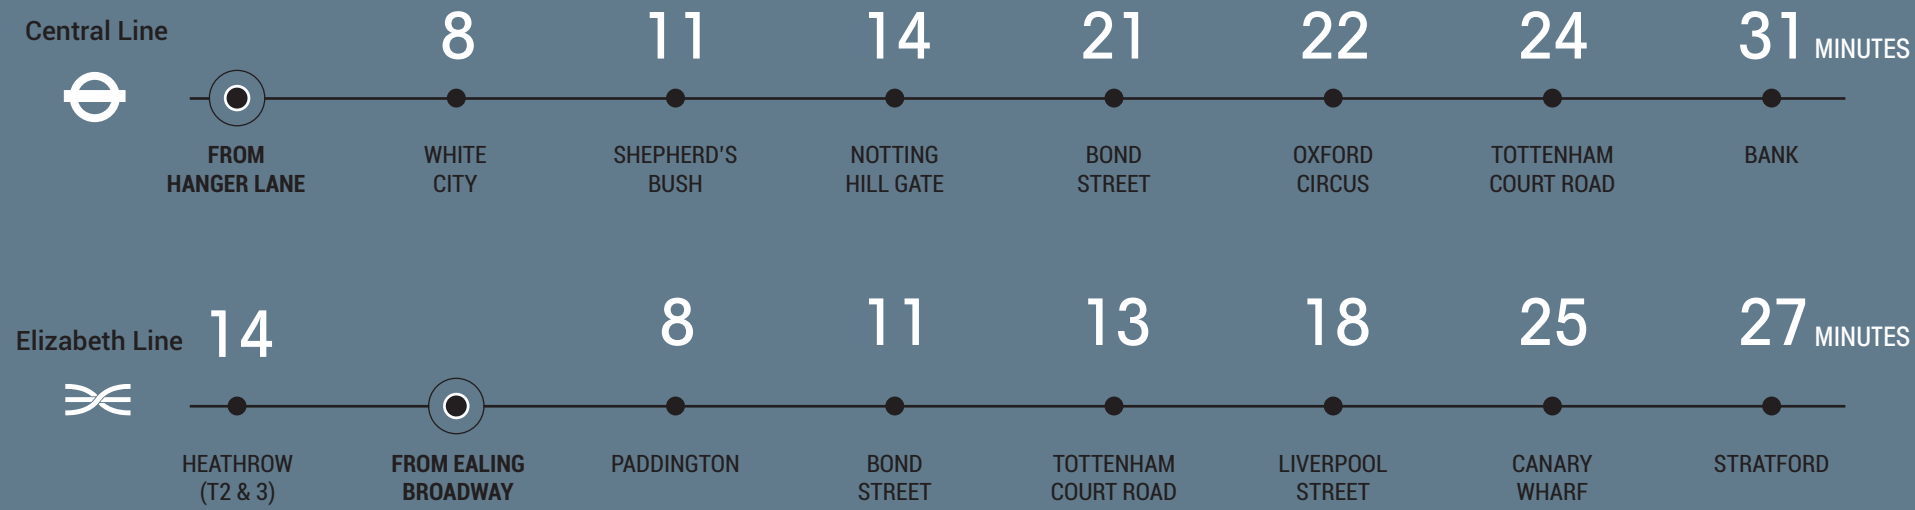 Central Line
8 11 14 21 22 24 31 MINUTES
FROM WHITE SHEPHERD'S NOTTING BOND OXFORD TOTTENHAM BANK
HANGER LANE CITY BUSH HILL GATE STREET CIRCUS COURT ROAD
Elizabeth Line 14 8 11 13 18 25 27 MINUTES
HEATHROW FROM EALING PADDINGTON BOND TOTTENHAM LIVERPOOL CANARY STRATFORD
(T2 & 3) BROADWAY STREET COURT ROAD STREET WHARF